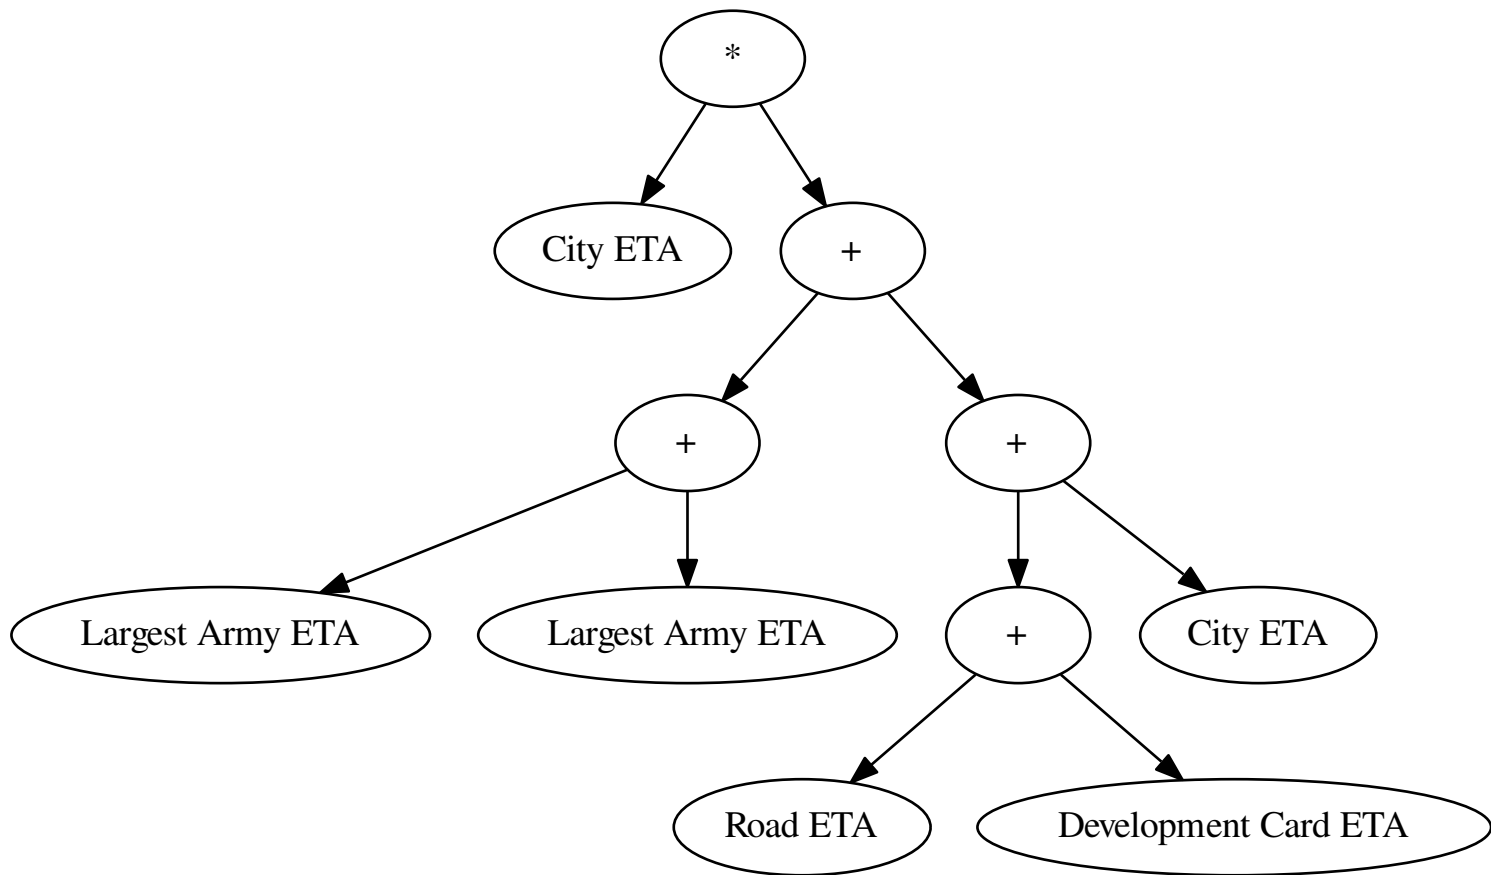 *
City ETA
+
+
+
Largest Army ETA
Largest Army ETA
+
City ETA
Road ETA
Development Card ETA